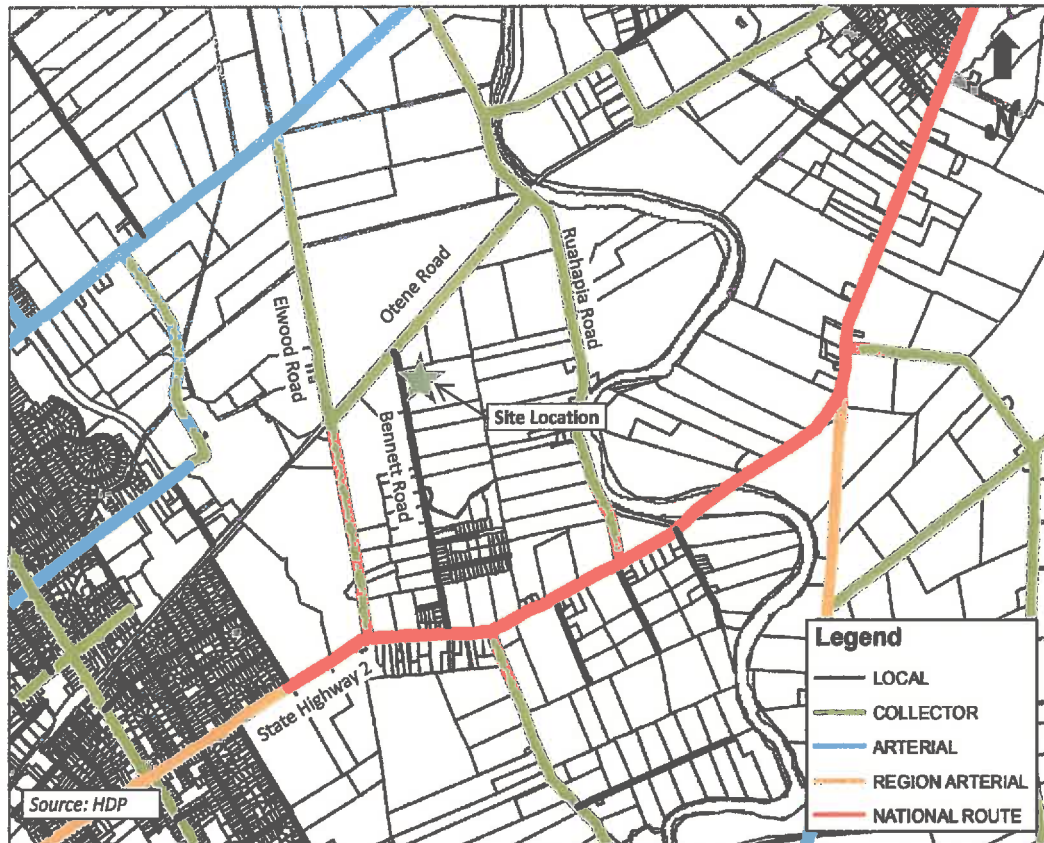 N
Otene Road
Ruahapia Road
Elwood Road
Site Location
Bennett Road
State Highway 2
Source: HDP
Legend
LOCAL
COLLECTOR
ARTERIAL
REGION ARTERIAL
NATIONAL ROUTE